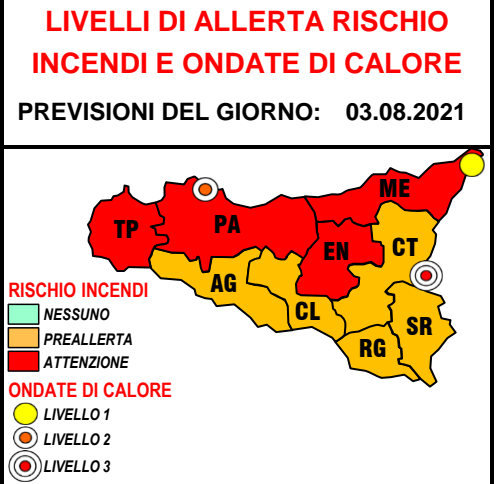 LIVELLI DI ALLERTA RISCHIO
INCENDI E ONDATE DI CALORE
PREVISIONI DEL GIORNO: 03.08.2021
ME
TP
PA
EN
CT
AG
CL
SR
RG
RISCHIO INCENDI
NESSUNO
PREALLERTA
ATTENZIONE
ONDATE DI CALORE
LIVELLO 1
LIVELLO 2
LIVELLO 3